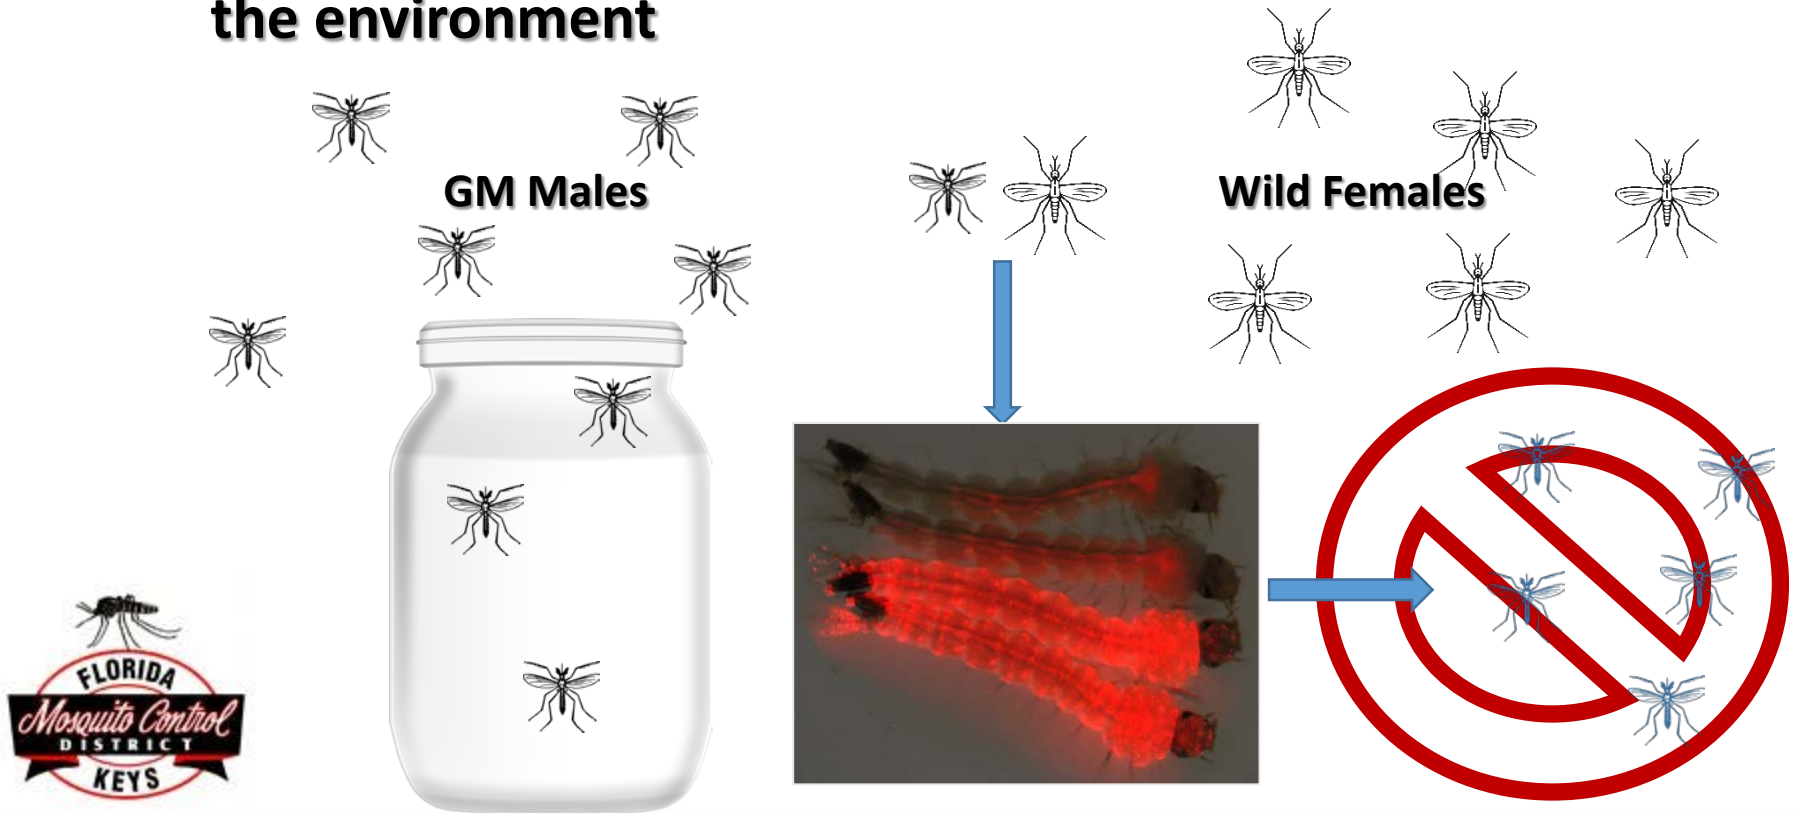 the environment
GM Males
Wild Females
FLORIDA
Mosquito Control
DISTRICT
KEYS